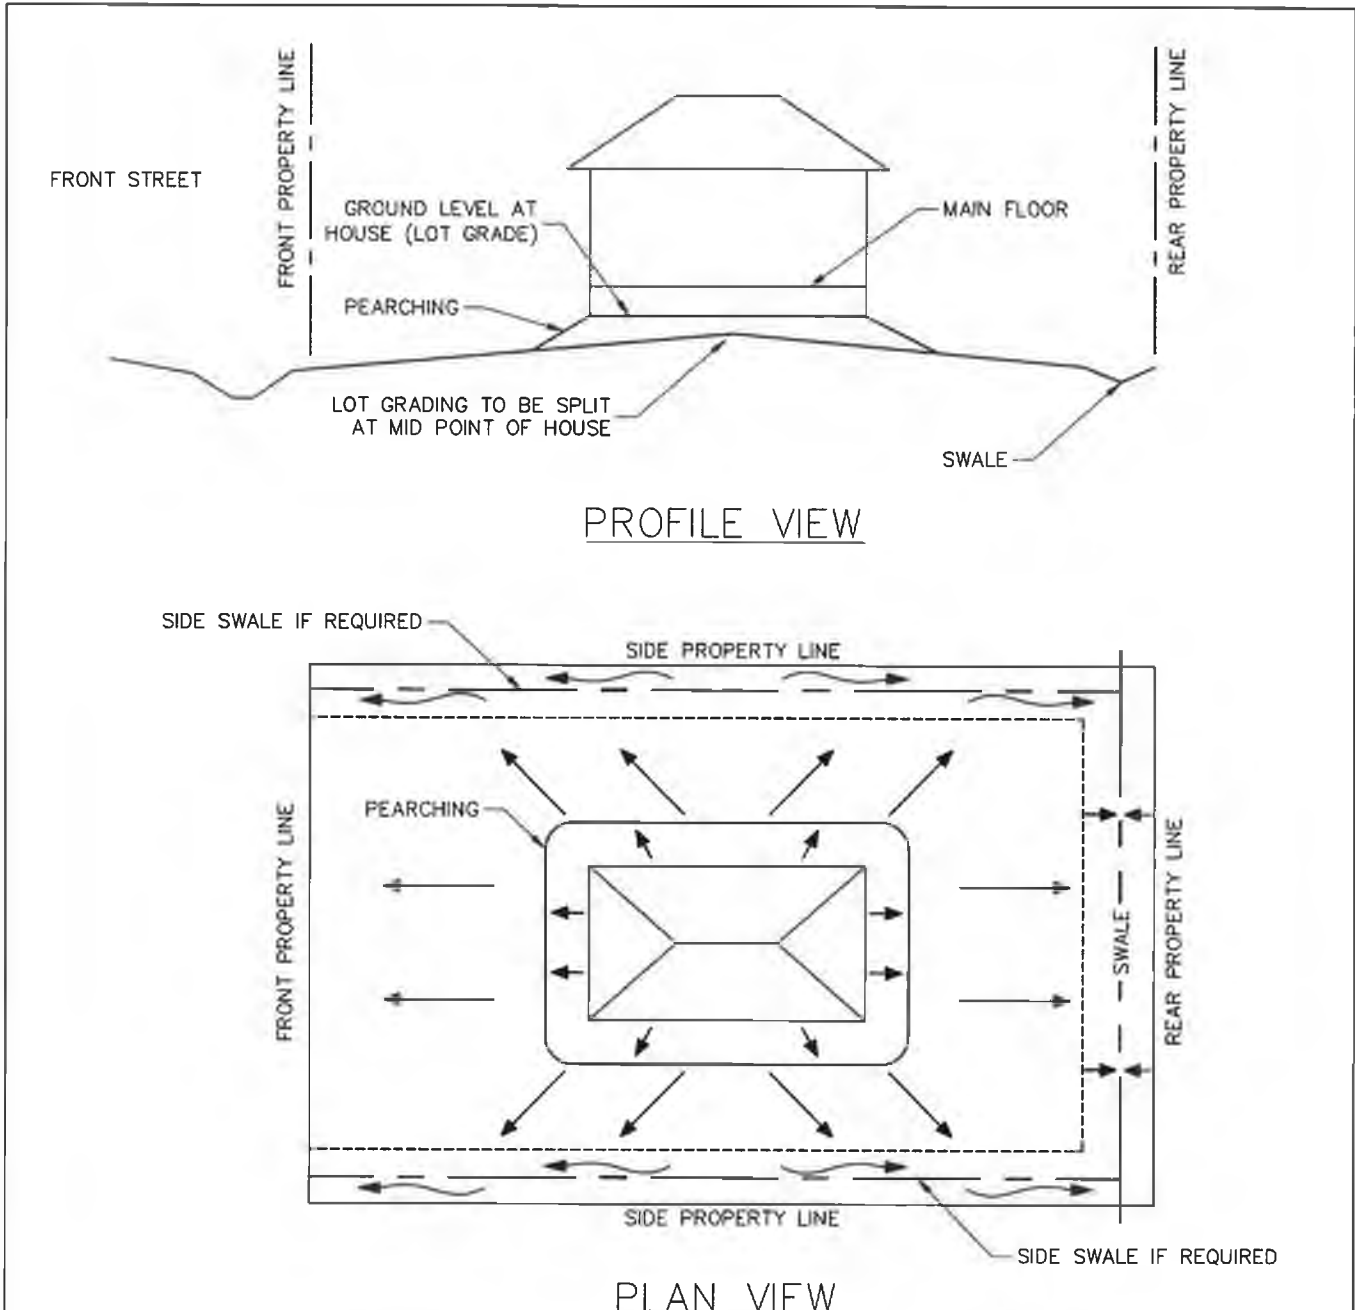 FRONT PROPERTY LINE
REAR PROPERTY LINE
FRONT STREET
GROUND LEVEL AT
HOUSE (LOT GRADE)
MAIN FLOOR
PEARCHING
LOT GRADING TO BE SPLIT
AT MID POINT OF HOUSE
SWALE
PROFILE VIEW
SIDE SWALE IF REQUIRED
SIDE PROPERTY LINE
PEARCHING
FRONT PROPERTY LINE
SWALE
REAR PROPERTY LINE
SIDE PROPERTY LINE
SIDE SWALE IF REQUIRED
PLAN VIEW